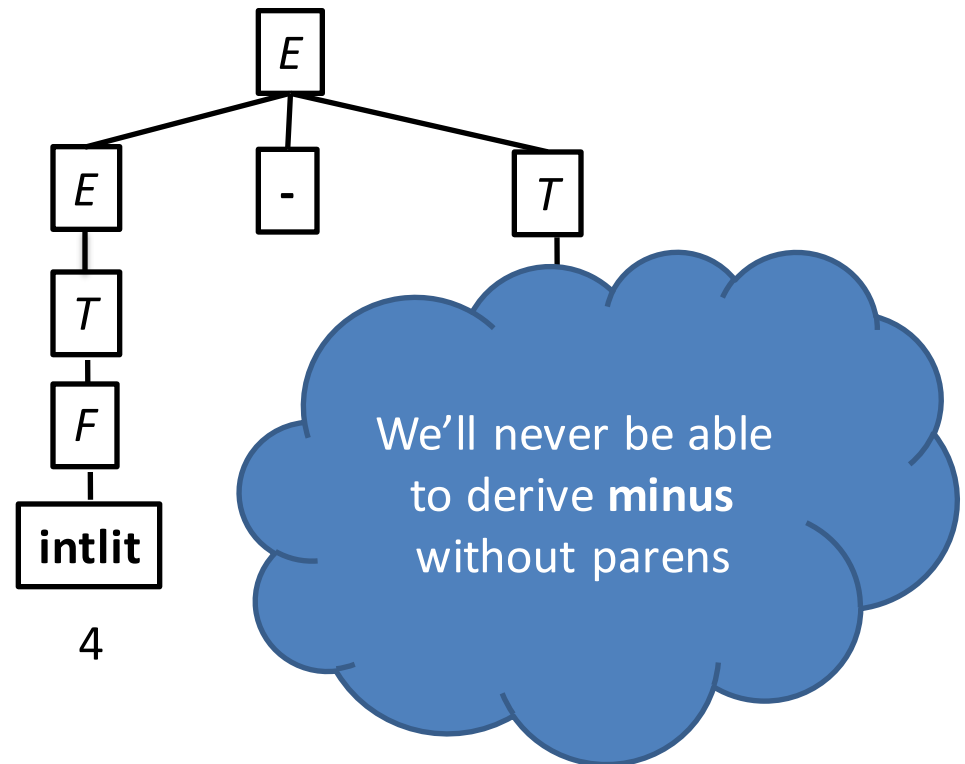 E
E - T
T
F
intlit
4
We'll never be able
to derive minus
without parens